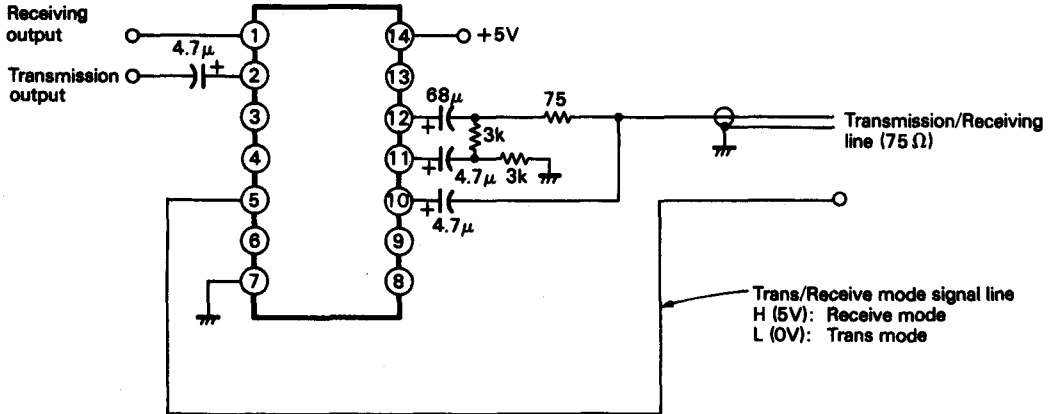 Receiving
output
4.7μ
+
Transmission
output
1
2
3
4
5
6
7
14
13
12
11
10
9
8
+5V
68μ
75
+
3k
+
4.7μ
3k
+
4.7μ
Transmission/Receiving
line (75Ω)
Trans/Receive mode signal line
H (5V): Receive mode
L (0V): Trans mode